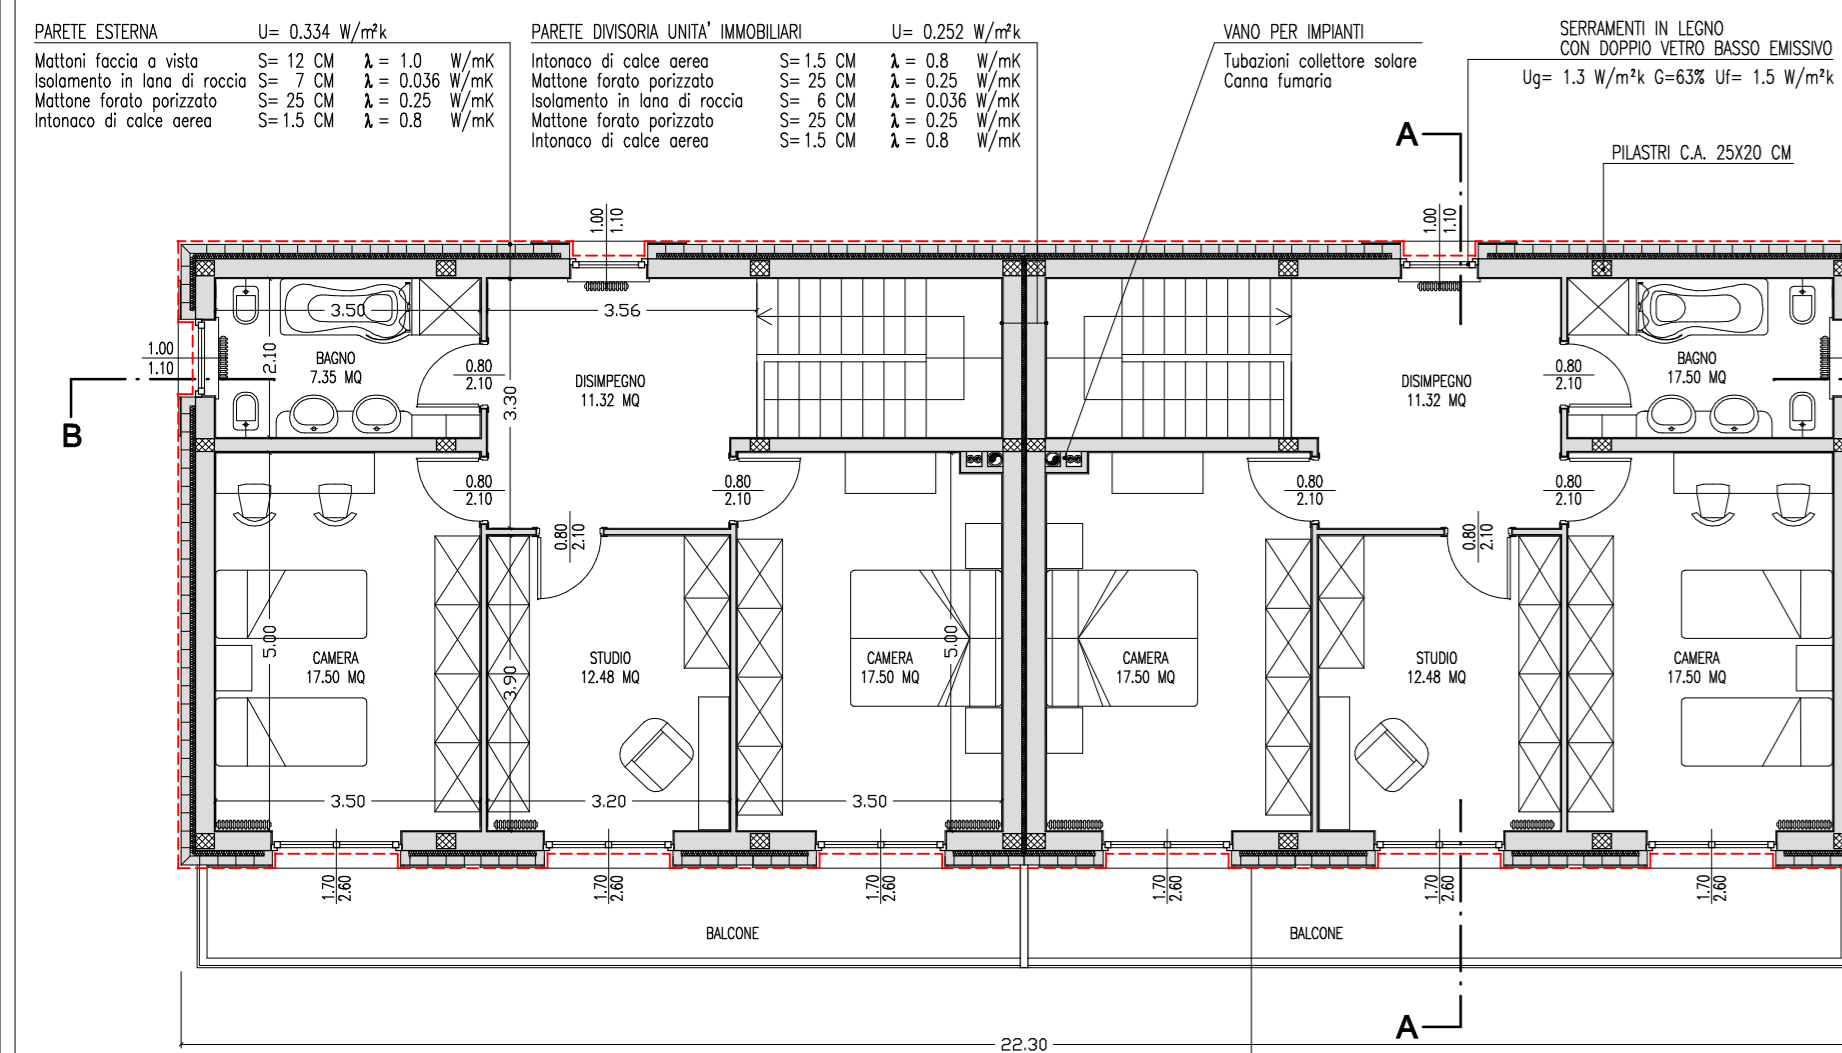 PARETE ESTERNA U= 0.334 W/m²k
Mattoni faccia a vista S= 12 CM λ = 1.0 W/mK
Isolamento in lana di roccia S= 7 CM λ = 0.036 W/mK
Mattone forato porizzato S= 25 CM λ = 0.25 W/mK
Intonaco di calce aerea S= 1.5 CM λ = 0.8 W/mK
PARETE DIVISORIA UNITA' IMMOBILIARI U= 0.252 W/m²k
Intonaco di calce aerea S= 1.5 CM λ = 0.8 W/mK
Mattone forato porizzato S= 25 CM λ = 0.25 W/mK
Isolamento in lana di roccia S= 6 CM λ = 0.036 W/mK
Mattone forato porizzato S= 25 CM λ = 0.25 W/mK
Intonaco di calce aerea S= 1.5 CM λ = 0.8 W/mK
VANO PER IMPIANTI
Tubazioni collettore solare
Canna fumaria
SERRAMENTI IN LEGNO
CON DOPPIO VETRO BASSO EMISSIVO
Ug= 1.3 W/m²k G=63% Uf= 1.5 W/m²k
A
PILASTRI C.A. 25X20 CM
1.00
1.10
1.00
1.10
3.50
3.56
1.00
1.10
2.10
BAGNO
7.35 MQ
0.80
2.10
DISIMPEGNO
11.32 MQ
3.30
DISIMPEGNO
11.32 MQ
0.80
2.10
BAGNO
17.50 MQ
B
0.80
2.10
0.80
2.10
0.80
2.10
0.80
2.10
0.80
2.10
0.80
2.10
5.00
CAMERA
17.50 MQ
3.90
STUDIO
12.48 MQ
CAMERA
17.50 MQ
5.00
CAMERA
17.50 MQ
STUDIO
12.48 MQ
CAMERA
17.50 MQ
3.50
3.20
3.50
1.70
2.60
1.70
2.60
1.70
2.60
1.70
2.60
1.70
2.60
1.70
2.60
BALCONE
BALCONE
A
22.30